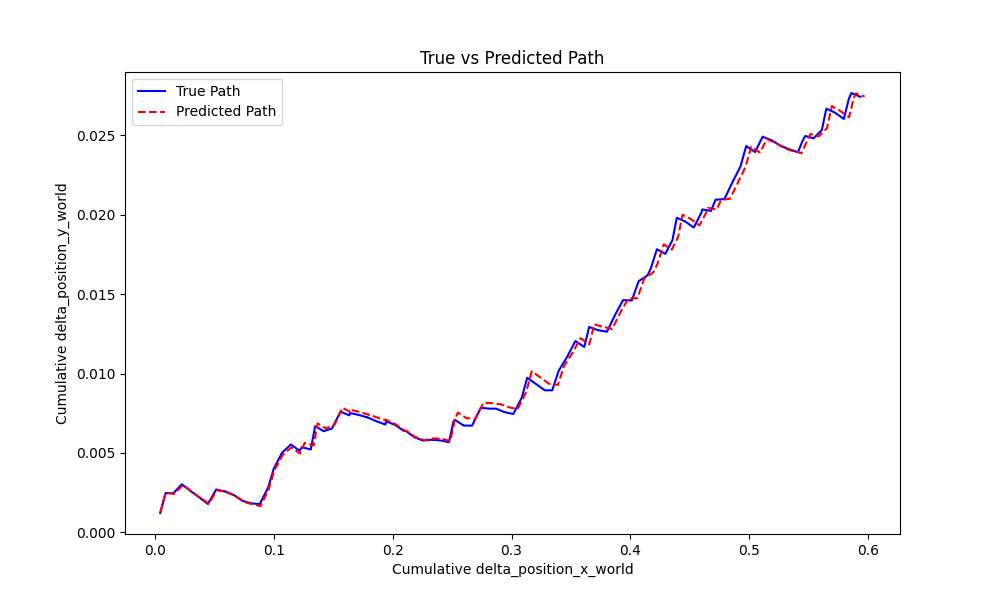 True vs Predicted Path
True Path
Predicted Path
Cumulative delta_position_y_world
0.025
0.020
0.015
0.010
0.005
0.000
0.0 0.1 0.2 0.3 0.4 0.5 0.6
Cumulative delta_position_x_world